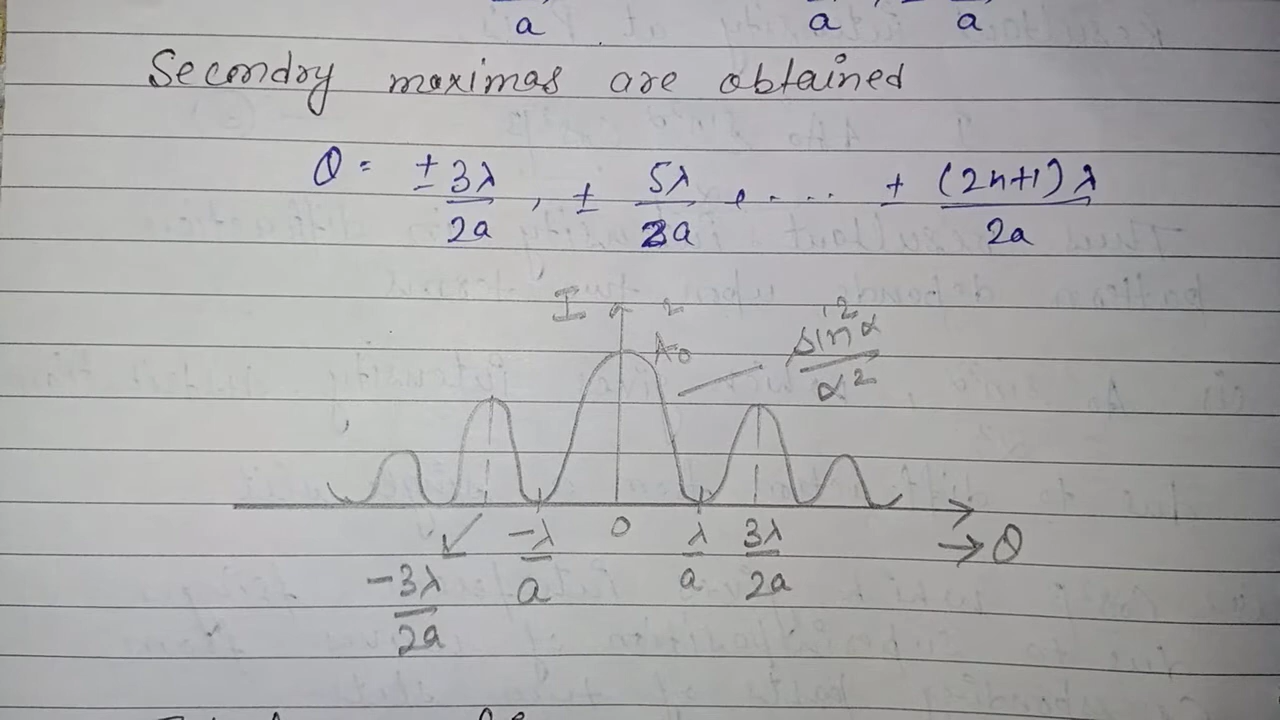 a a a
Secondry maximas are obtained
θ = ± 3λ/2a , ± 5λ/2a , . . . . ± (2n+1)λ/2a
I
A₀² sin²α/α²
-λ/a 0 λ/a 3λ/2a → θ
-3λ/2a